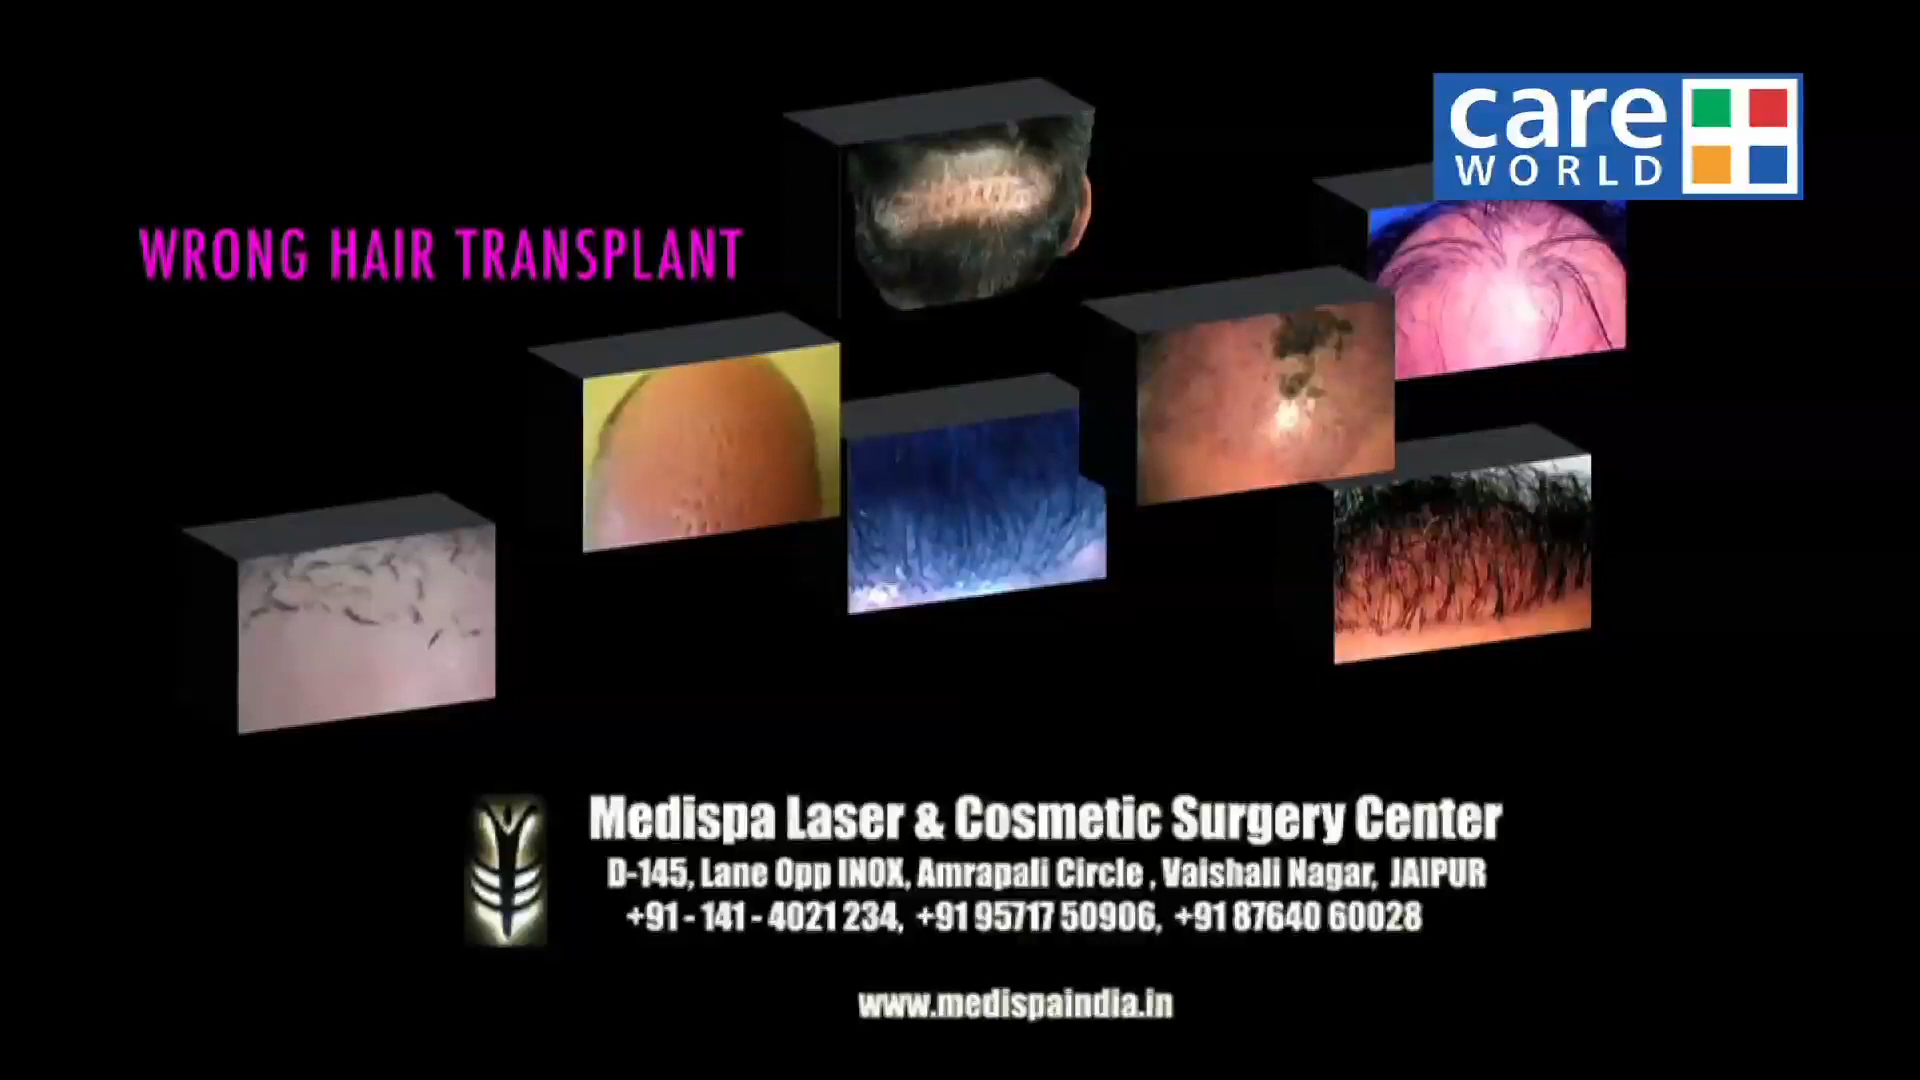 care
WORLD
WRONG HAIR TRANSPLANT
Medispa Laser & Cosmetic Surgery Center
D-145, Lane Opp INOX, Amrapali Circle , Vaishali Nagar, JAIPUR
+91 - 141 - 4021 234, +91 95717 50906, +91 87640 60028
www.medispaindia.in